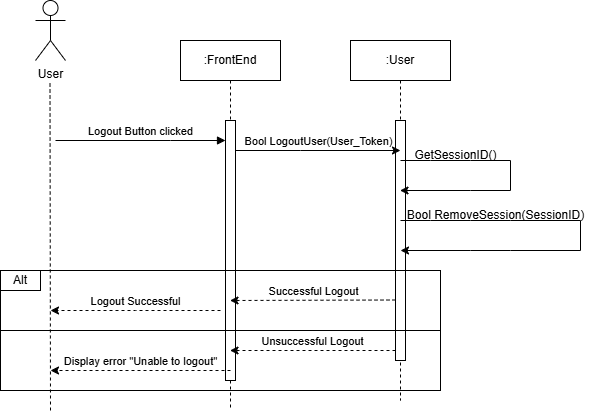 User
:FrontEnd
:User
Logout Button clicked
Bool LogoutUser(User_Token)
GetSessionID()
Bool RemoveSession(SessionID)
Alt
Successful Logout
Logout Successful
Unsuccessful Logout
Display error "Unable to logout"